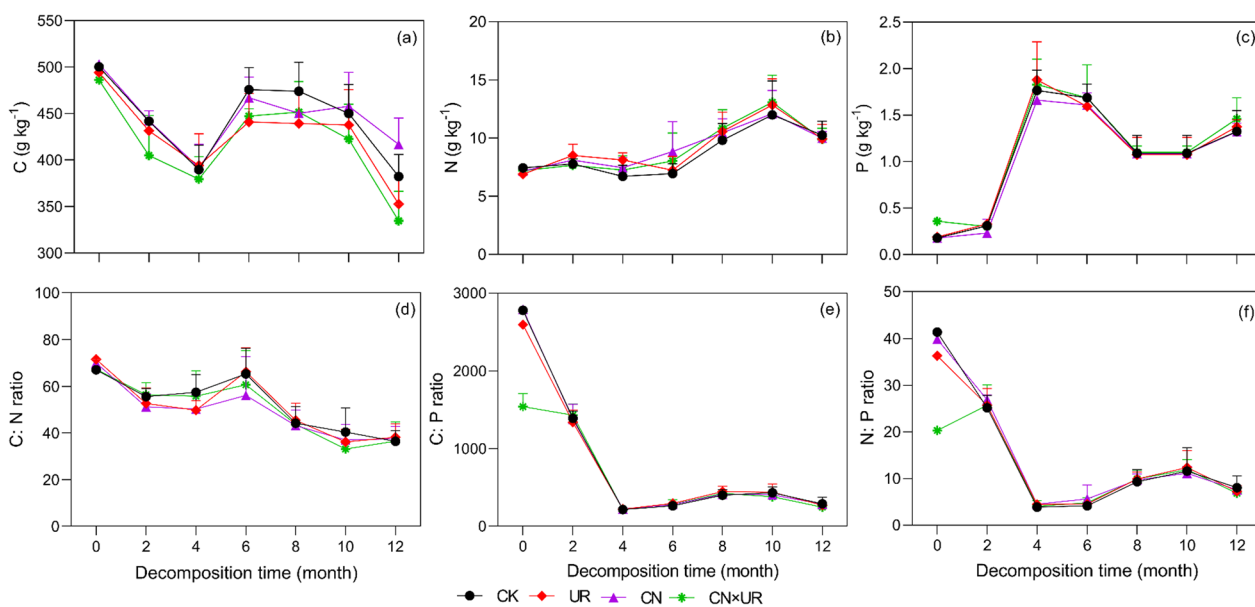 (a)
C (g kg⁻¹)
550
500
450
400
350
300
(b)
N (g kg⁻¹)
20
15
10
5
0
(c)
P (g kg⁻¹)
2.5
2.0
1.5
1.0
0.5
0.0
(d)
C: N ratio
100
80
60
40
20
0
0 2 4 6 8 10 12
Decomposition time (month)
(e)
C: P ratio
3000
2000
1000
0
0 2 4 6 8 10 12
Decomposition time (month)
(f)
N: P ratio
50
40
30
20
10
0
0 2 4 6 8 10 12
Decomposition time (month)
CK UR CN CN×UR